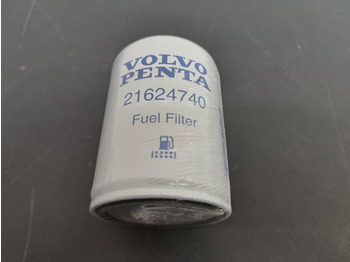 VOLVO
PENTA
21624740
Fuel Filter